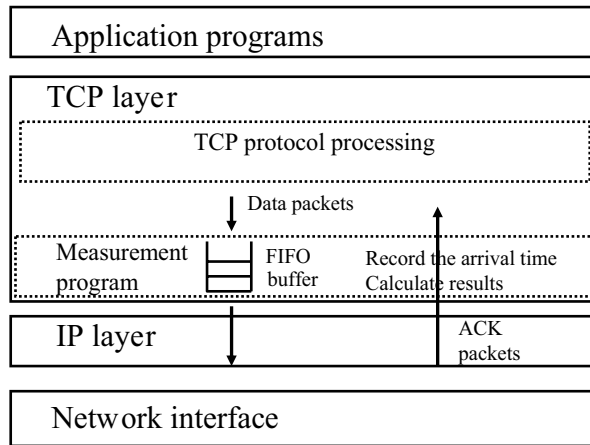 Application programs
TCP layer
TCP protocol processing
Data packets
Measurement
program
FIFO
buffer
Record the arrival time
Calculate results
IP layer
ACK
packets
Network interface